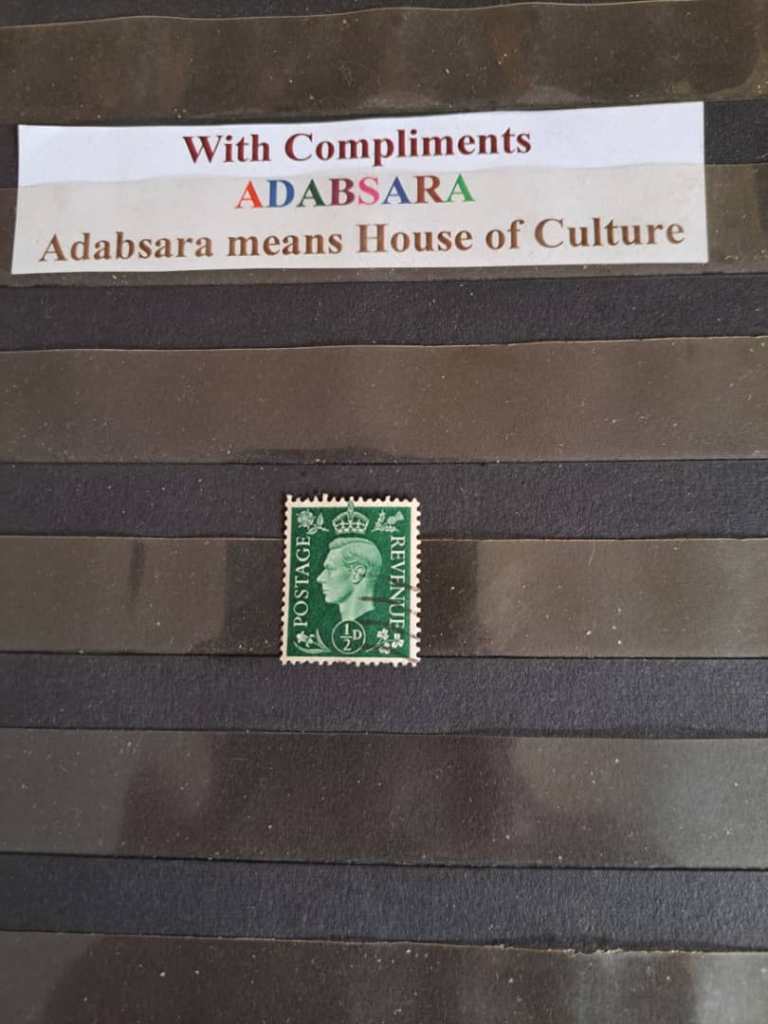 With Compliments
ADABSARA
Adabsara means House of Culture
POSTAGE
REVENUE
½D